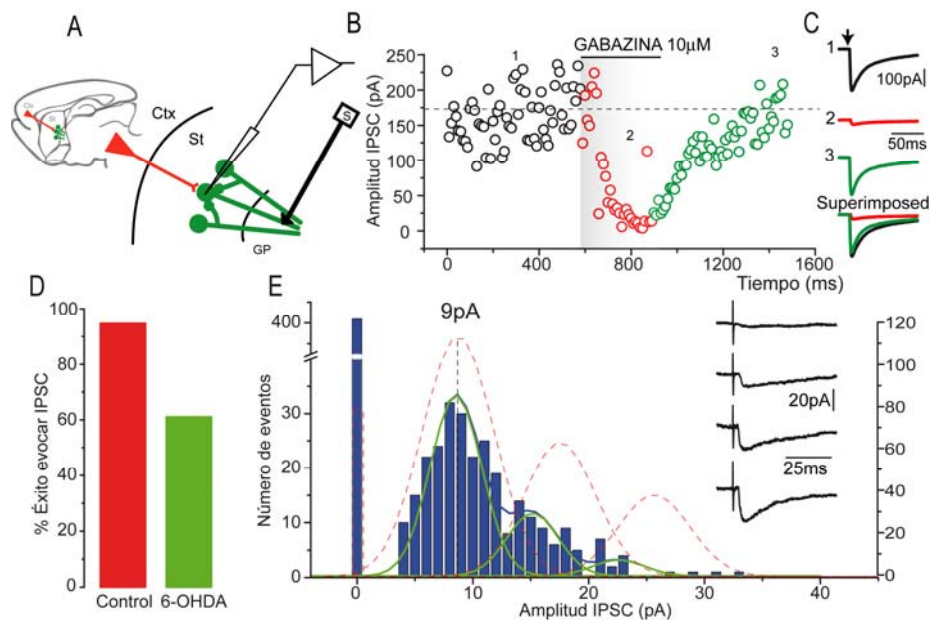 A
Ctx
St
Ctx
St
GP
S
B
GABAZINA 10µM
Amplitud IPSC (pA)
250
200
150
100
50
0
1
2
3
0
400
800
1200
1600
Tiempo (ms)
C
1
100pA
2
50ms
3
Superimposed
D
% Éxito evocar IPSC
100
80
60
40
20
0
Control
6-OHDA
E
9pA
Número de eventos
400
30
20
10
0
0
10
20
30
40
Amplitud IPSC (pA)
120
100
80
60
40
20
0
20pA
25ms